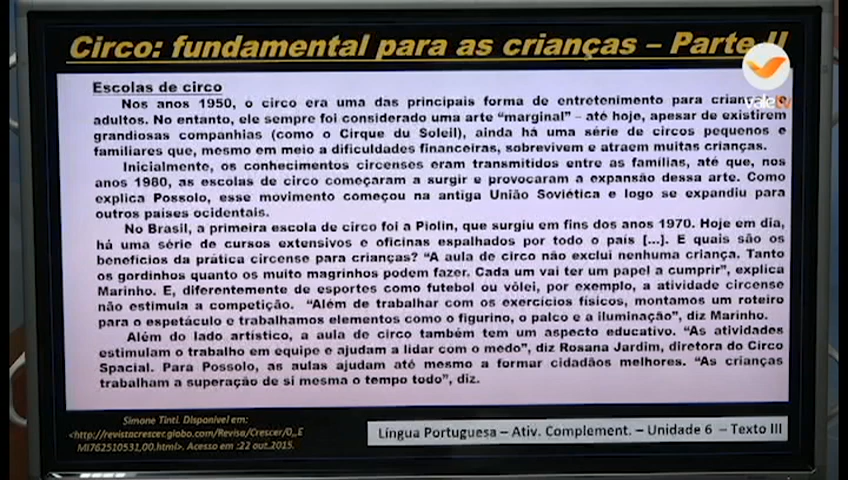 Circo: fundamental para as crianças – Parte II
Escolas de circo
Nos anos 1950, o circo era uma das principais forma de entretenimento para crianças e
adultos. No entanto, ele sempre foi considerado uma arte “marginal” – até hoje, apesar de existirem
grandiosas companhias (como o Cirque du Soleil), ainda há uma série de circos pequenos e
familiares que, mesmo em meio a dificuldades financeiras, sobrevivem e atraem muitas crianças.
Inicialmente, os conhecimentos circenses eram transmitidos entre as famílias, até que, nos
anos 1980, as escolas de circo começaram a surgir e provocaram a expansão dessa arte. Como
explica Possolo, esse movimento começou na antiga União Soviética e logo se expandiu para
outros países ocidentais.
No Brasil, a primeira escola de circo foi a Piolin, que surgiu em fins dos anos 1970. Hoje em dia,
há uma série de cursos extensivos e oficinas espalhados por todo o país [...]. E quais são os
benefícios da prática circense para crianças? “A aula de circo não exclui nenhuma criança. Tanto
os gordinhos quanto os muito magrinhos podem fazer. Cada um vai ter um papel a cumprir”, explica
Marinho. E, diferentemente de esportes como futebol ou vôlei, por exemplo, a atividade circense
não estimula a competição. “Além de trabalhar com os exercícios físicos, montamos um roteiro
para o espetáculo e trabalhamos elementos como o figurino, o palco e a iluminação”, diz Marinho.
Além do lado artístico, a aula de circo também tem um aspecto educativo. “As atividades
estimulam o trabalho em equipe e ajudam a lidar com o medo”, diz Rosana Jardim, diretora do Circo
Spacial. Para Possolo, as aulas ajudam até mesmo a formar cidadãos melhores. “As crianças
trabalham a superação de si mesma o tempo todo”, diz.
Simone Tinti. Disponível em:
<http://revistacrescer.globo.com/Revisa/Crescer/0,,E
MI76251053 1,00.html>. Acesso em :22 out.2015.
Língua Portuguesa – Ativ. Complement. – Unidade 6 – Texto III